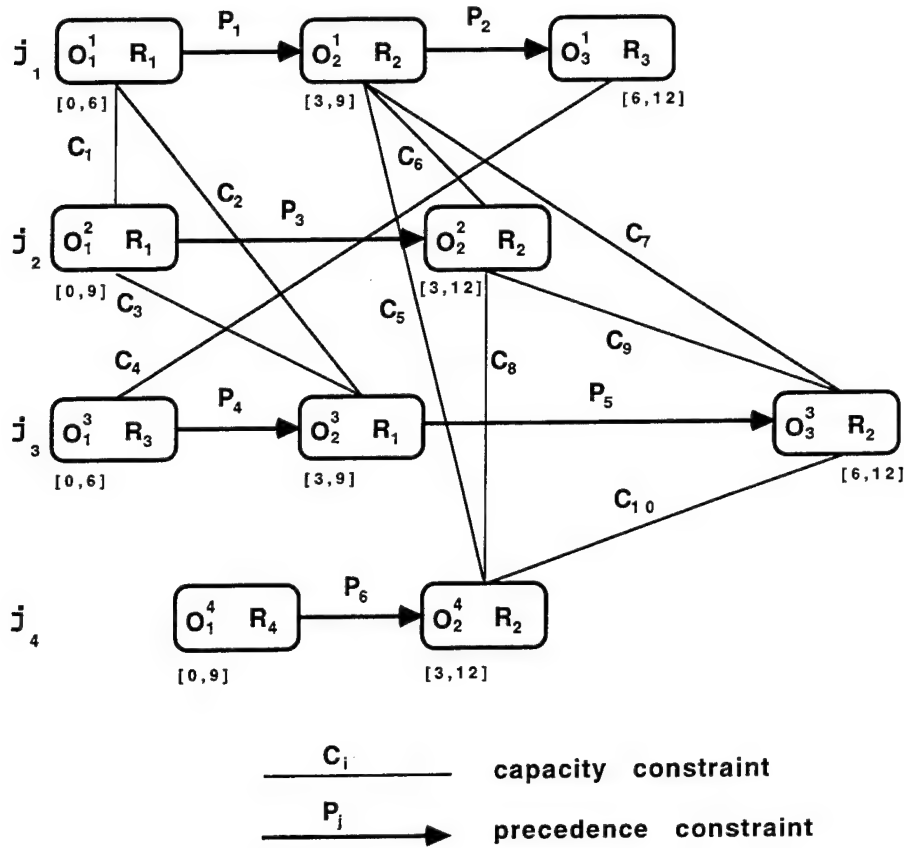 P₁ P₂
j₁ O₁¹ R₁ O₂¹ R₂ O₃¹ R₃
[0,6] [3,9] [6,12]
C₁ C₆
C₂ P₃ C₇
j₂ O₁² R₁ O₂² R₂
[0,9] [3,12]
C₃ C₅
C₄ C₈ C₉
P₄ P₅
j₃ O₁³ R₃ O₂³ R₁ O₃³ R₂
[0,6] [3,9] [6,12]
C₁₀
P₆
j₄ O₁⁴ R₄ O₂⁴ R₂
[0,9] [3,12]
Cᵢ capacity constraint
Pⱼ precedence constraint